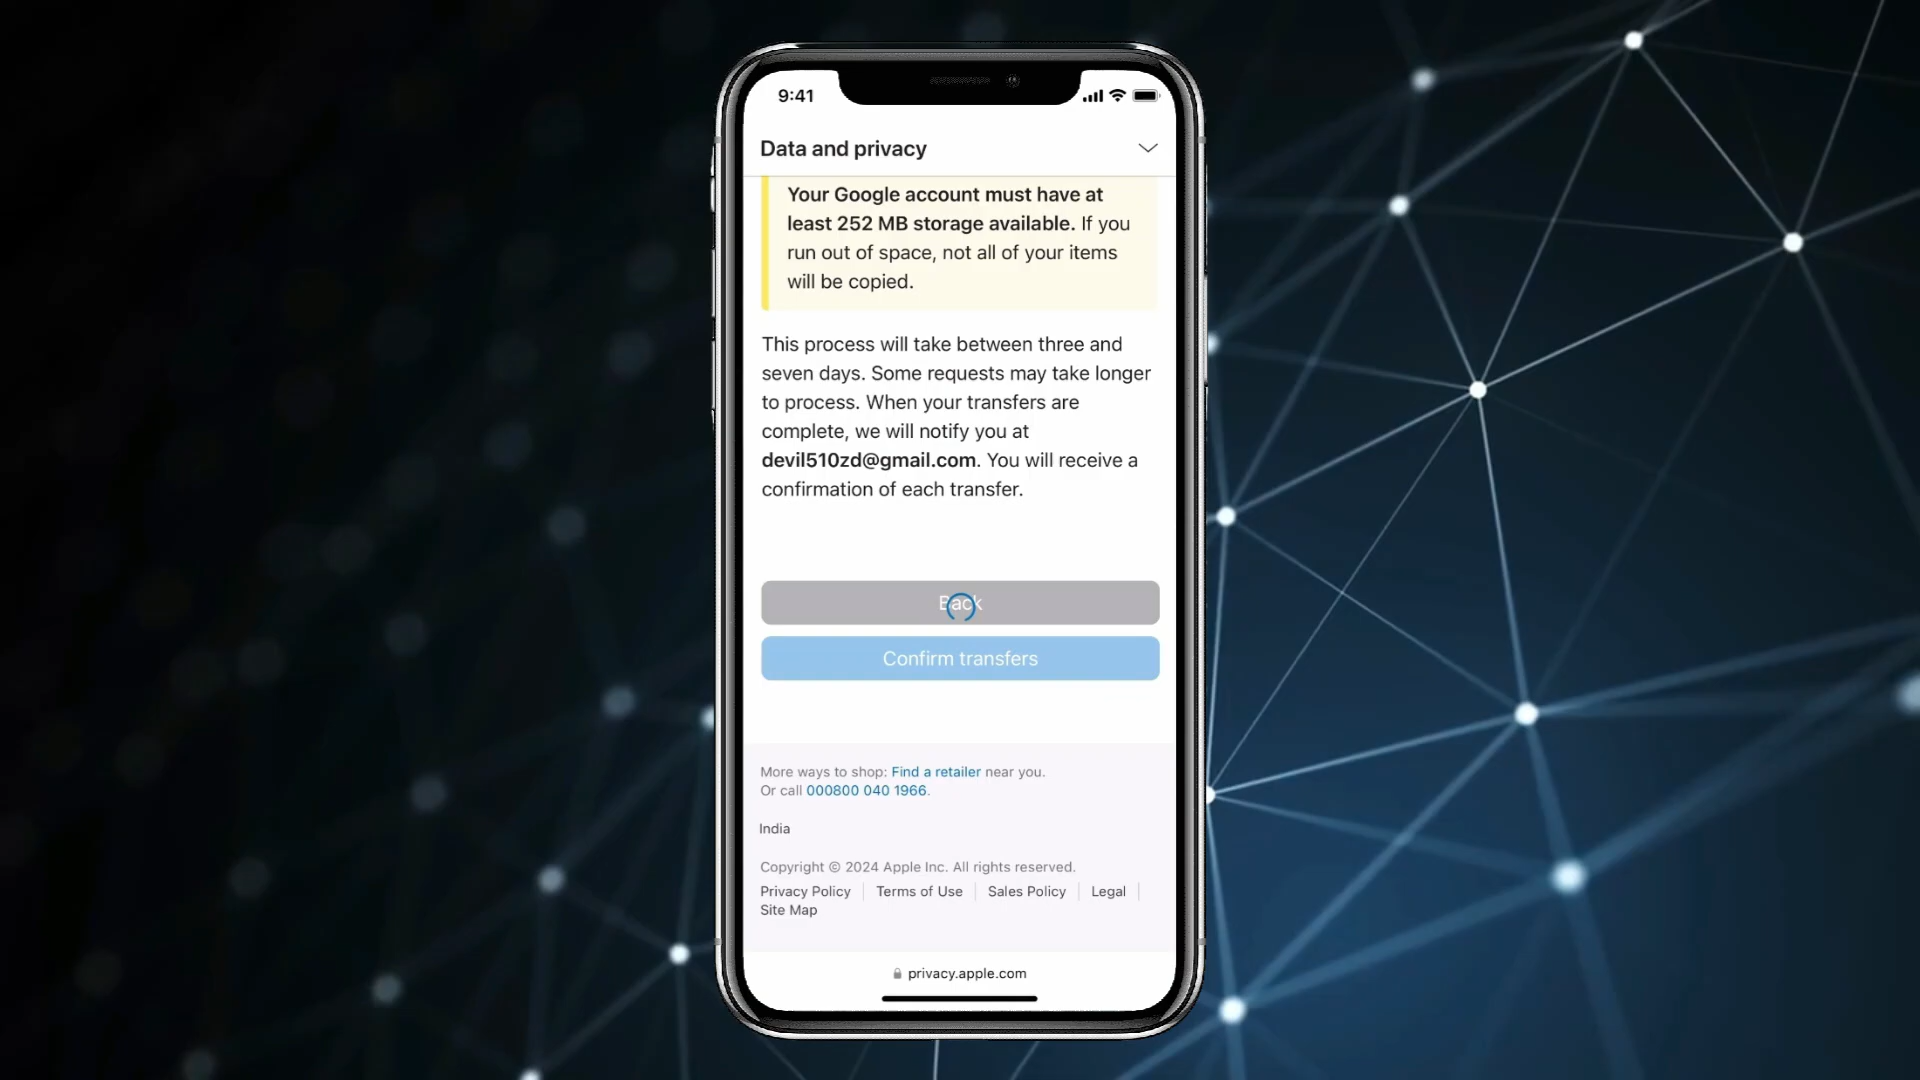 9:41
Data and privacy
Your Google account must have at
least 252 MB storage available. If you
run out of space, not all of your items
will be copied.
This process will take between three and
seven days. Some requests may take longer
to process. When your transfers are
complete, we will notify you at
devil510zd@gmail.com. You will receive a
confirmation of each transfer.
Back
Confirm transfers
More ways to shop: Find a retailer near you.
Or call 000800 040 1966.
India
Copyright © 2024 Apple Inc. All rights reserved.
Privacy Policy Terms of Use Sales Policy Legal
Site Map
privacy.apple.com